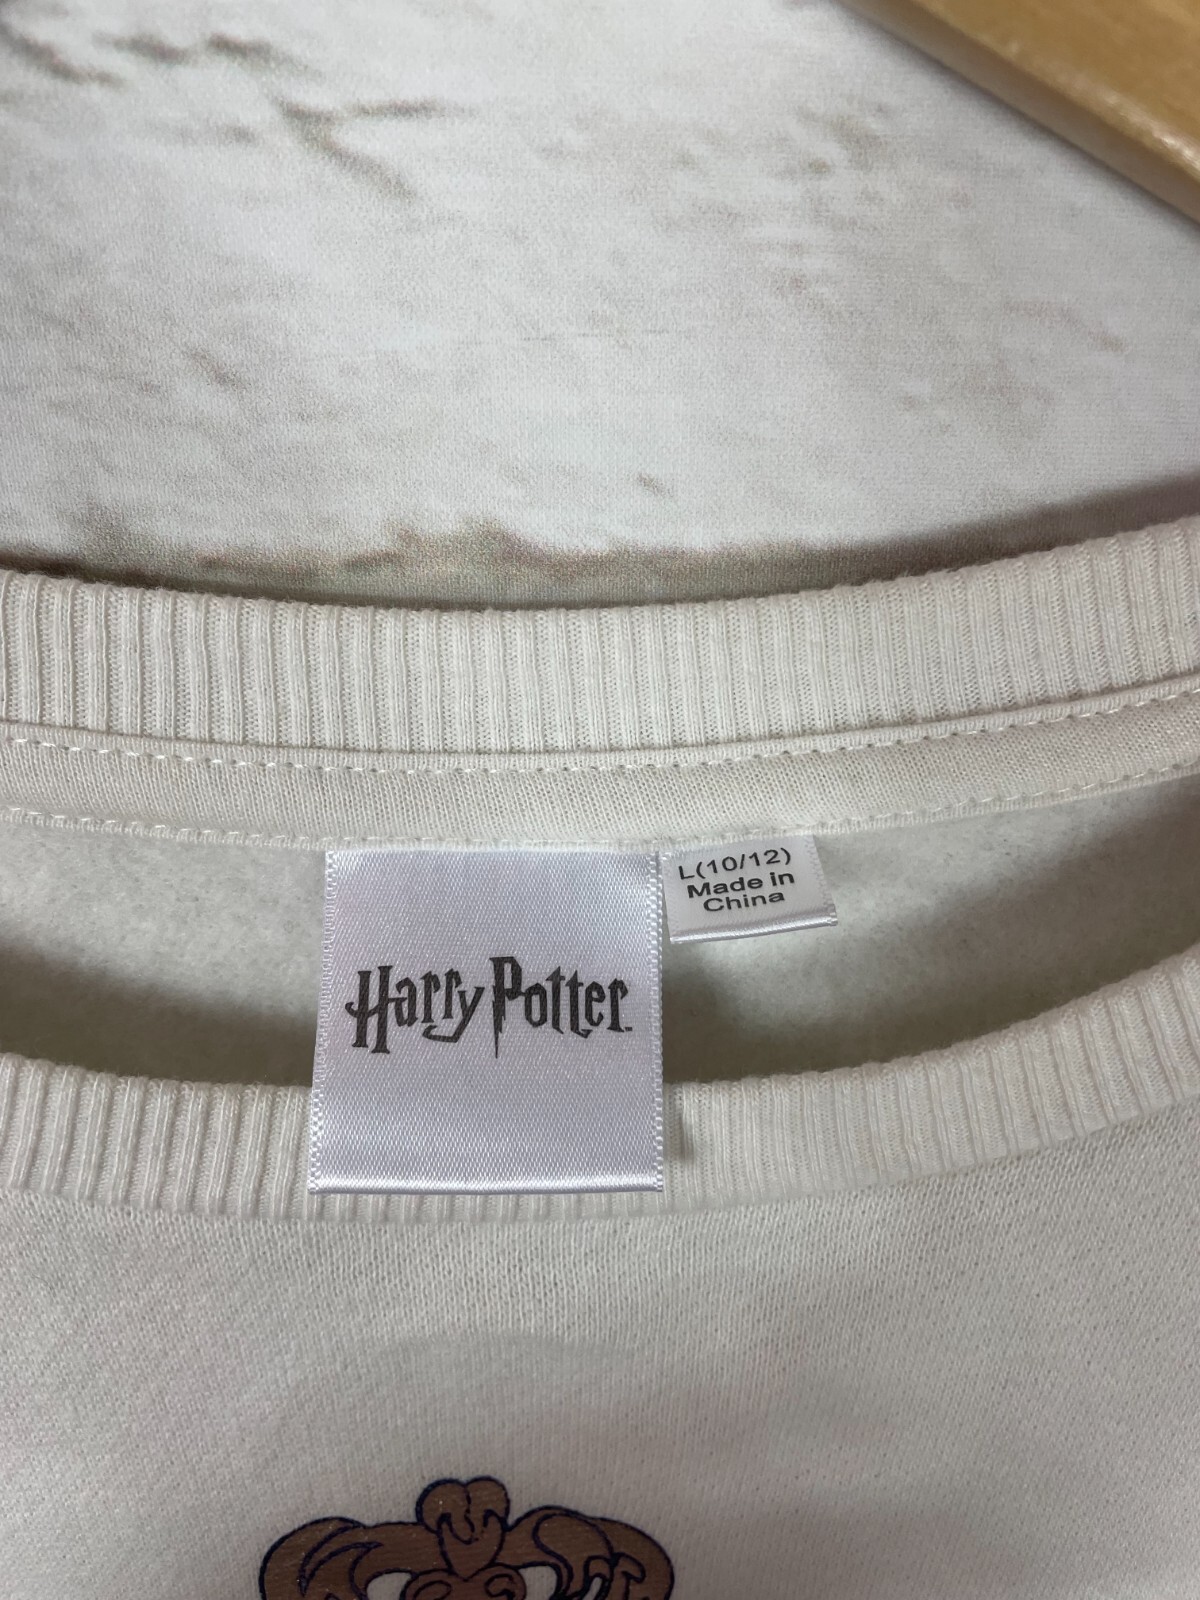 Harry Potter
L(10/12)
Made in
China